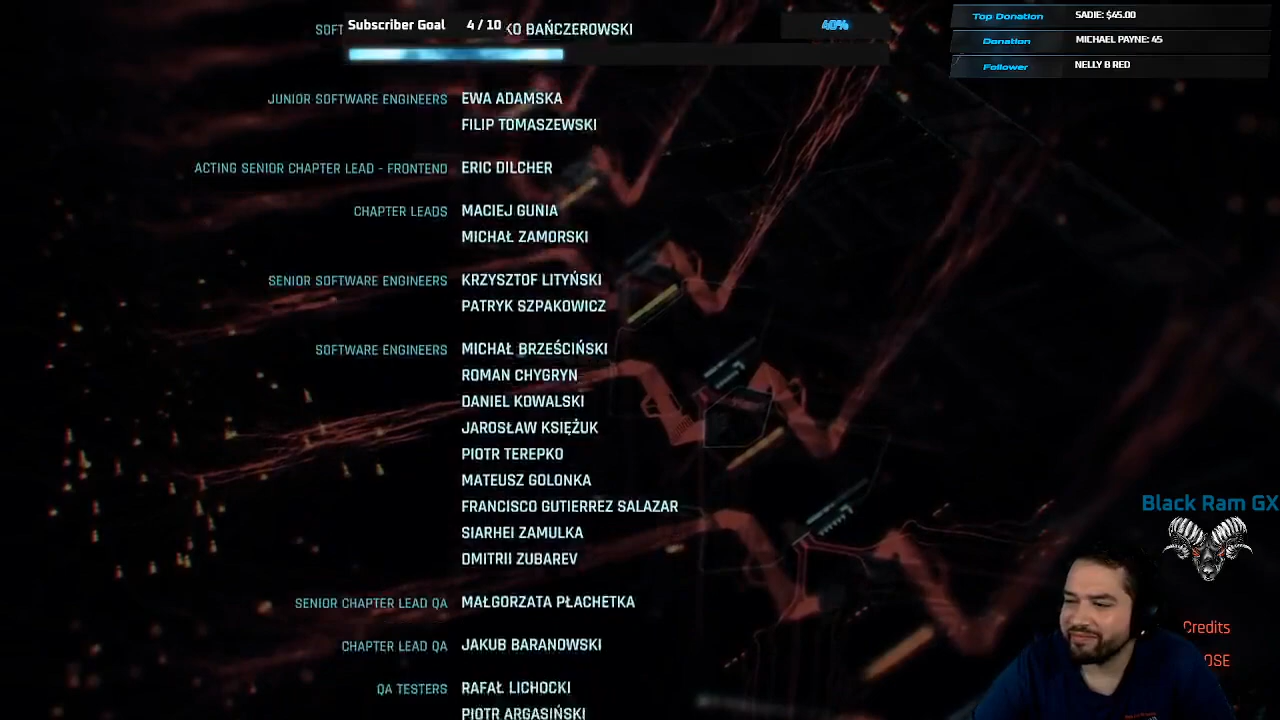 Subscriber Goal 4 / 10
40%
SOFT KO BAŃCZEROWSKI
Top Donation SADIE: $45.00
Donation MICHAEL PAYNE: 45
Follower NELLY B RED
JUNIOR SOFTWARE ENGINEERS EWA ADAMSKA
FILIP TOMASZEWSKI
ACTING SENIOR CHAPTER LEAD - FRONTEND ERIC DILCHER
CHAPTER LEADS MACIEJ GUNIA
MICHAŁ ZAMORSKI
SENIOR SOFTWARE ENGINEERS KRZYSZTOF LITYŃSKI
PATRYK SZPAKOWICZ
SOFTWARE ENGINEERS MICHAŁ BRZEŚCIŃSKI
ROMAN CHYGRYN
DANIEL KOWALSKI
JAROSŁAW KSIĘŻUK
PIOTR TEREPKO
MATEUSZ GOLONKA
FRANCISCO GUTIERREZ SALAZAR
SIARHEI ZAMULKA
DMITRII ZUBAREV
SENIOR CHAPTER LEAD QA MAŁGORZATA PŁACHETKA
CHAPTER LEAD QA JAKUB BARANOWSKI
QA TESTERS RAFAŁ LICHOCKI
PIOTR ARGASIŃSKI
Black Ram GX
Credits
OSE